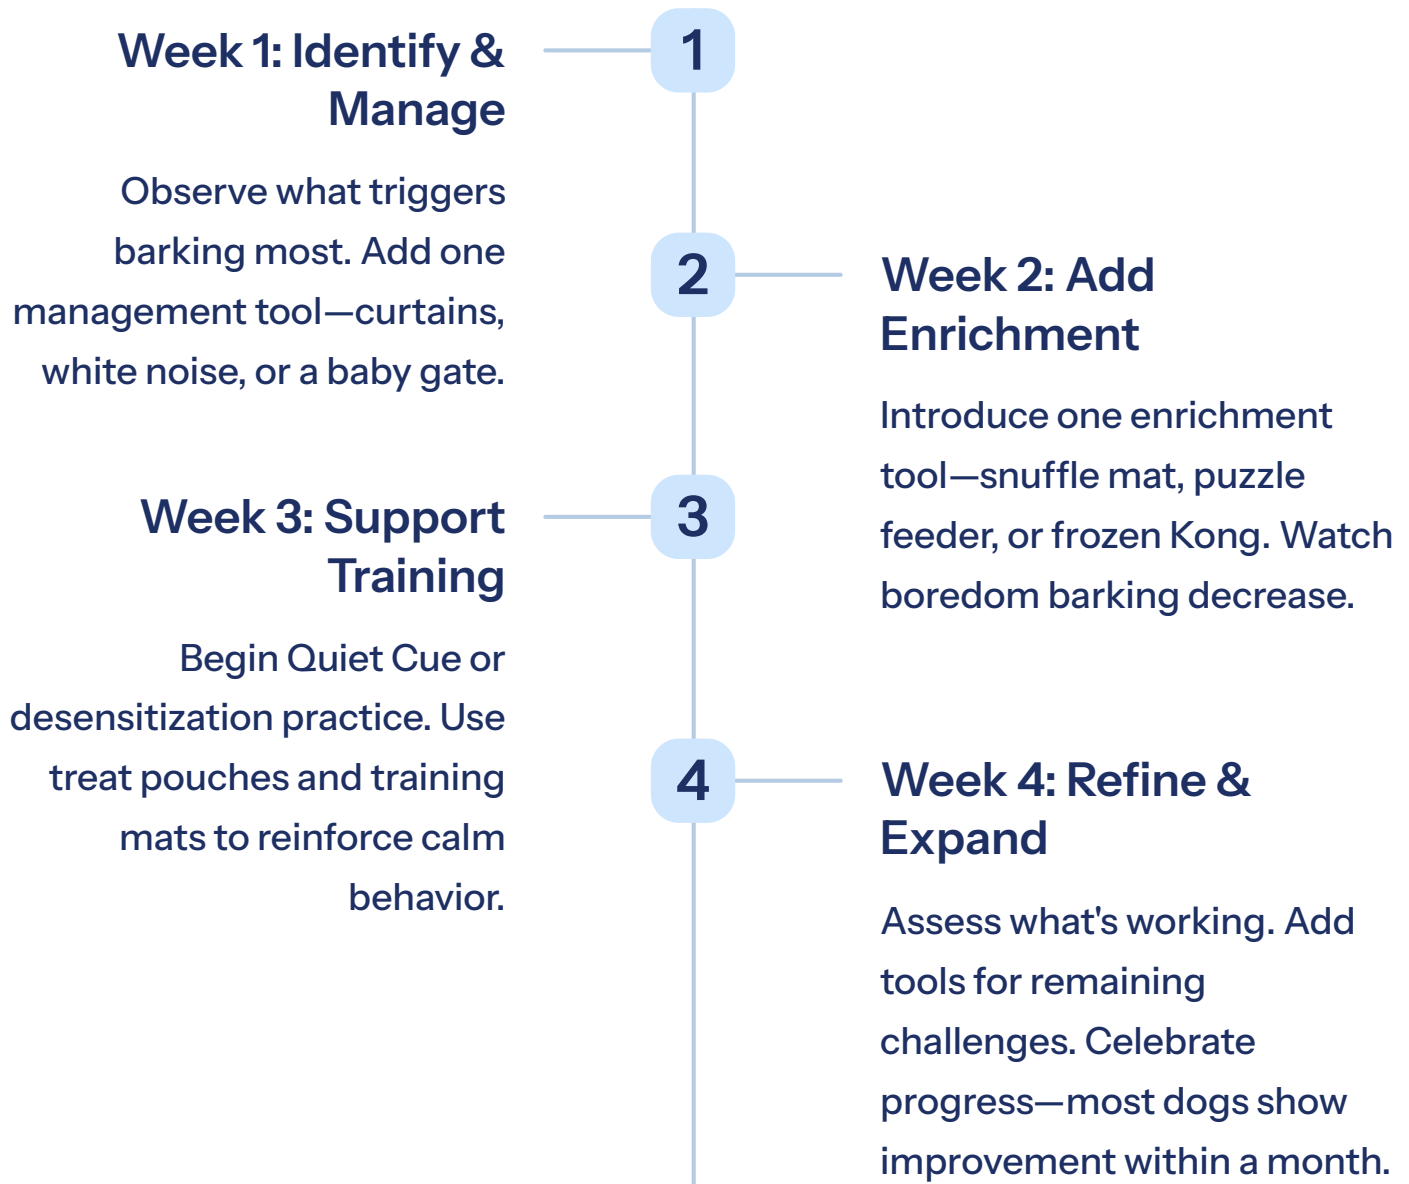 1
Week 1: Identify &
Manage
Observe what triggers
barking most. Add one
management tool—curtains,
white noise, or a baby gate.
2
Week 2: Add
Enrichment
Introduce one enrichment
tool—snuffle mat, puzzle
feeder, or frozen Kong. Watch
boredom barking decrease.
3
Week 3: Support
Training
Begin Quiet Cue or
desensitization practice. Use
treat pouches and training
mats to reinforce calm
behavior.
4
Week 4: Refine &
Expand
Assess what's working. Add
tools for remaining
challenges. Celebrate
progress—most dogs show
improvement within a month.